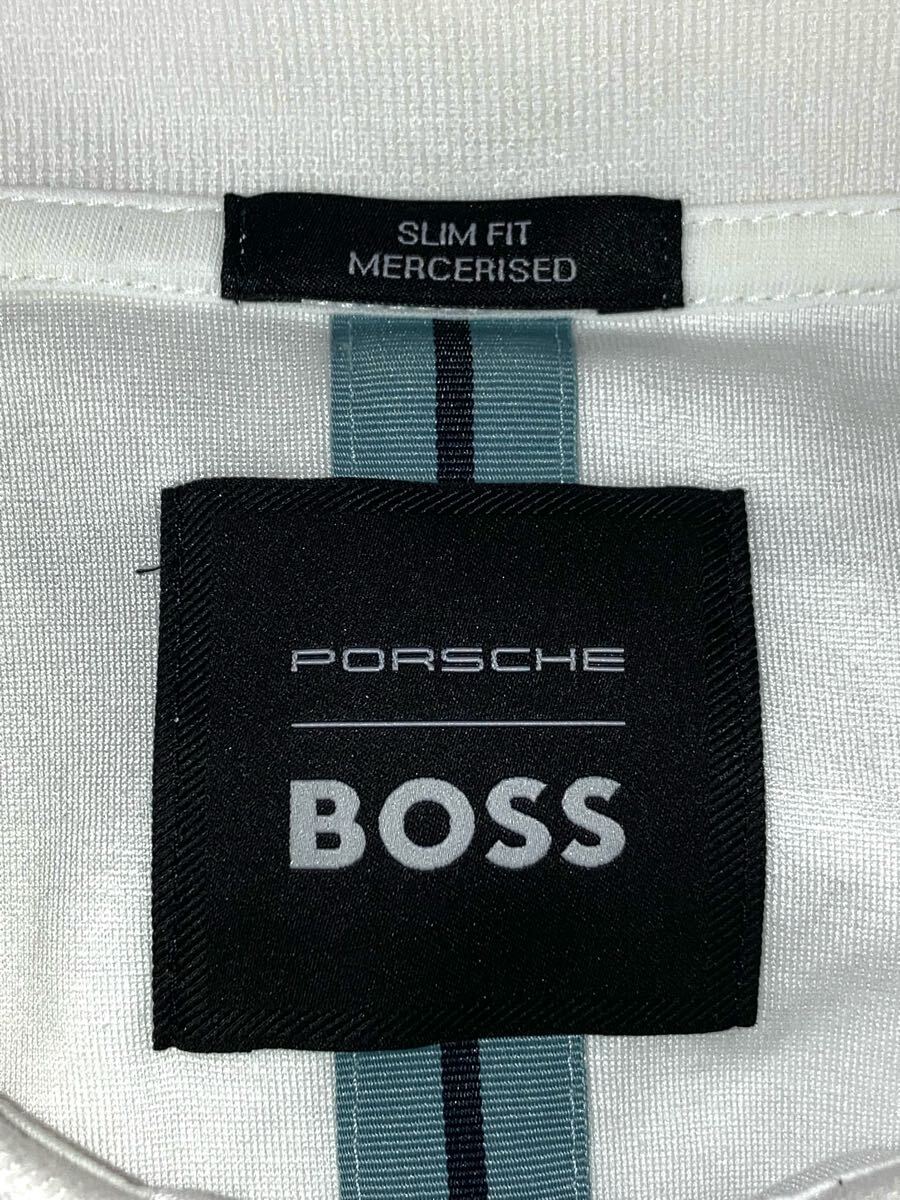 SLIM FIT
MERCERISED
PORSCHE
BOSS